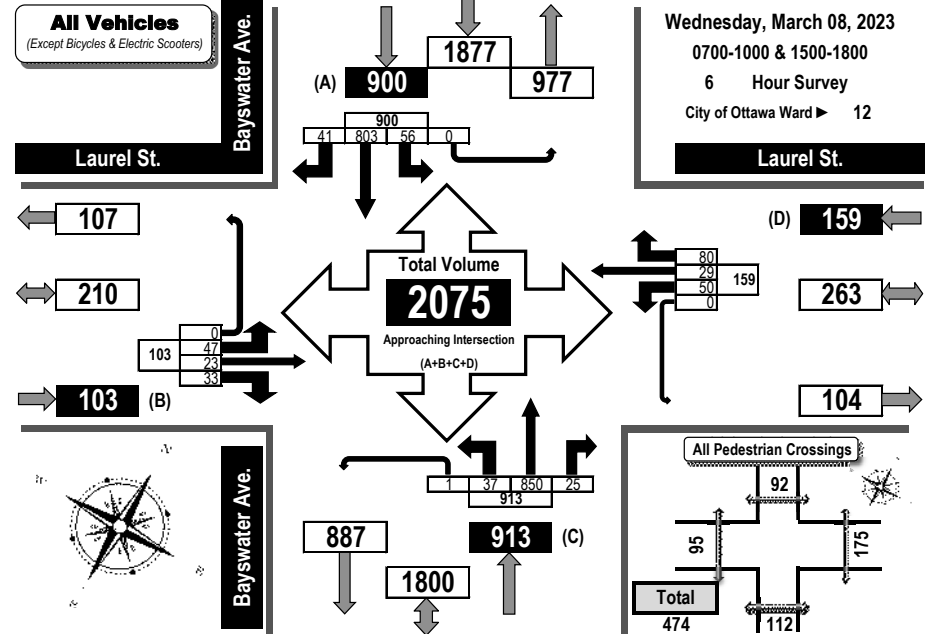 All Vehicles
(Except Bicycles & Electric Scooters)
Bayswater Ave.
Laurel St.
1877
(A) 900
977
900
41 803 56 0
Wednesday, March 08, 2023
0700-1000 & 1500-1800
6 Hour Survey
City of Ottawa Ward ► 12
Laurel St.
107
210
0
47
23
33
103
103 (B)
Total Volume
2075
Approaching Intersection
(A+B+C+D)
80
29
50
0
159
(D) 159
263
104
1 37 850 25
913
Bayswater Ave.
887
913 (C)
1800
All Pedestrian Crossings
92
95
175
112
Total
474